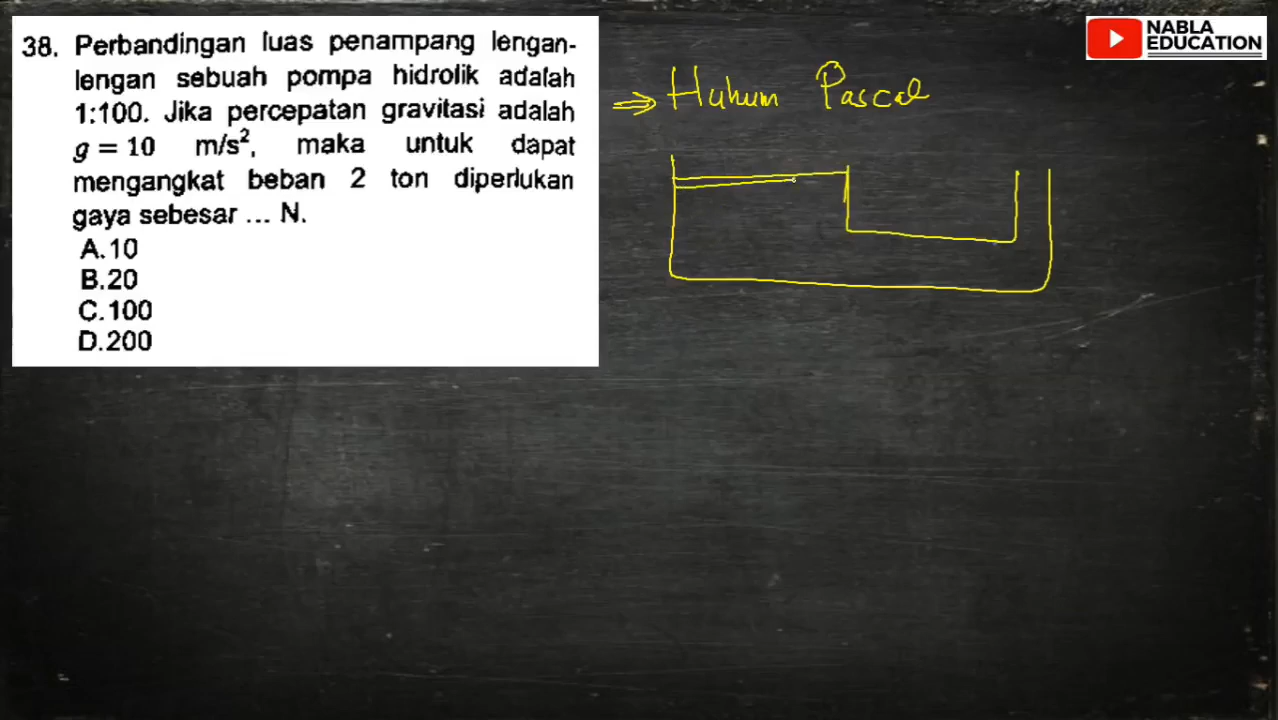 38. Perbandingan luas penampang lengan-
lengan sebuah pompa hidrolik adalah
1:100. Jika percepatan gravitasi adalah
g = 10 m/s², maka untuk dapat
mengangkat beban 2 ton diperlukan
gaya sebesar ... N.
A.10
B.20
C.100
D.200
⇒ Hukum Pascal
NABLA
EDUCATION